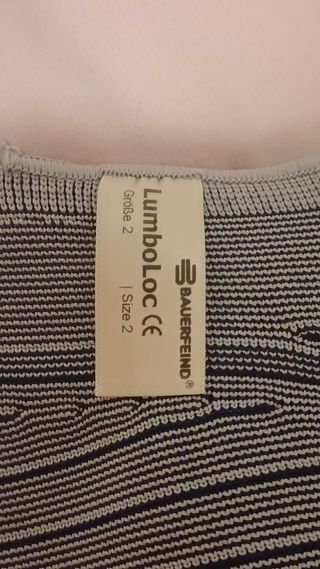 BAUERFEIND®
LumboLoc CE
Größe 2 | Size 2